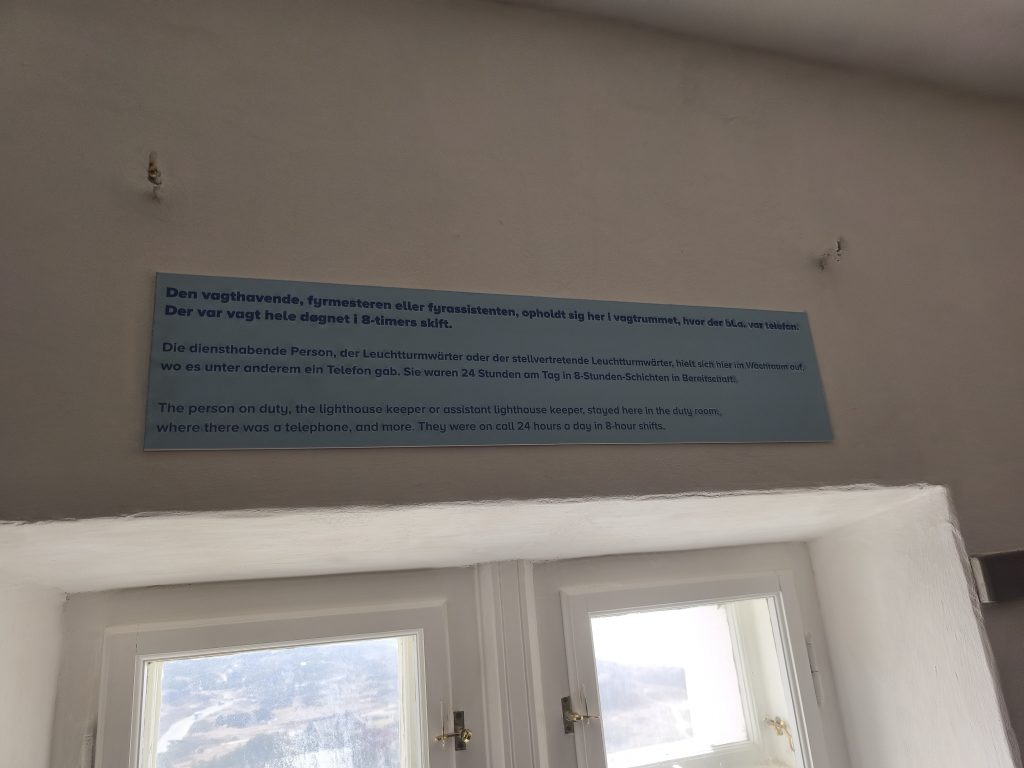 Den vagthavende, fyrmesteren eller fyrassistenten, opholdt sig her i vagtrummet, hvor der bl.a. var telefon.
Der var vagt hele døgnet i 8-timers skift.
Die diensthabende Person, der Leuchtturmwärter oder der stellvertretende Leuchtturmwärter, hielt sich hier im Wachraum auf,
wo es unter anderem ein Telefon gab. Sie waren 24 Stunden am Tag in 8-Stunden-Schichten in Bereitschaft.
The person on duty, the lighthouse keeper or assistant lighthouse keeper, stayed here in the duty room,
where there was a telephone, and more. They were on call 24 hours a day in 8-hour shifts.